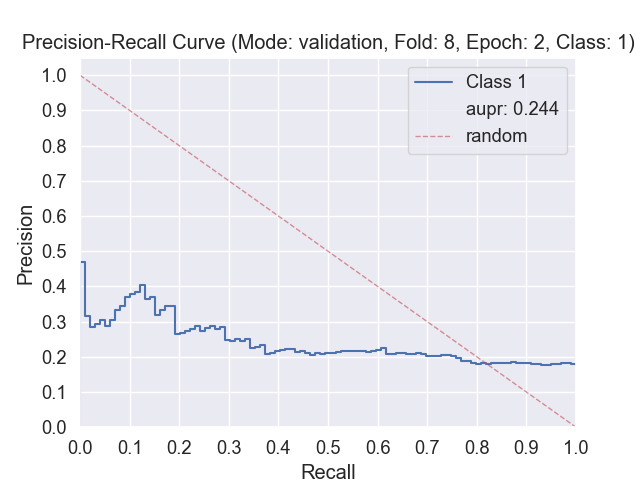 Precision-Recall Curve (Mode: validation, Fold: 8, Epoch: 2, Class: 1)
1.0
0.9
0.8
0.7
0.6
0.5
0.4
0.3
0.2
0.1
0.0
Precision
Class 1
aupr: 0.244
random
0.0 0.1 0.2 0.3 0.4 0.5 0.6 0.7 0.8 0.9 1.0
Recall